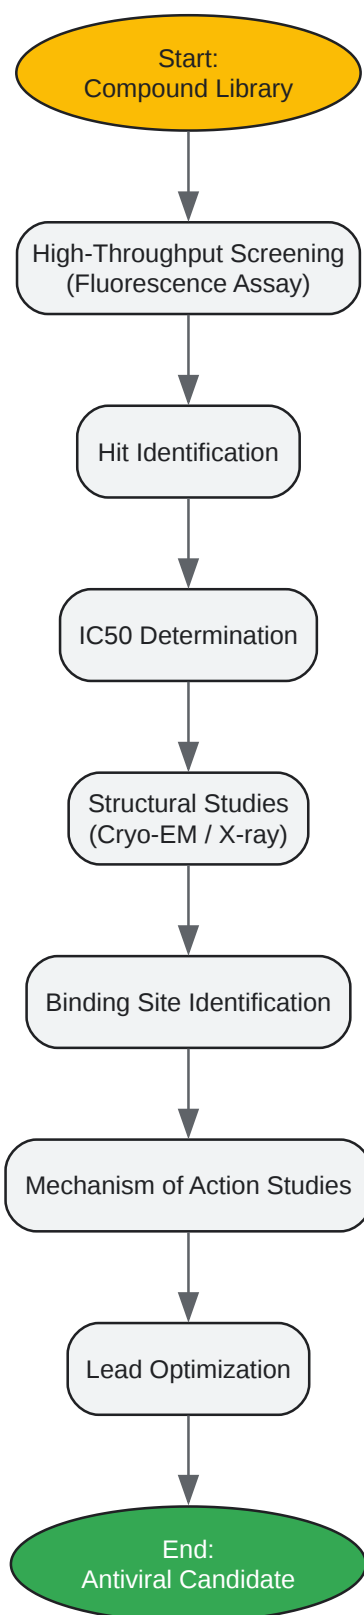 Start:
Compound Library
High-Throughput Screening
(Fluorescence Assay)
Hit Identification
IC50 Determination
Structural Studies
(Cryo-EM / X-ray)
Binding Site Identification
Mechanism of Action Studies
Lead Optimization
End:
Antiviral Candidate